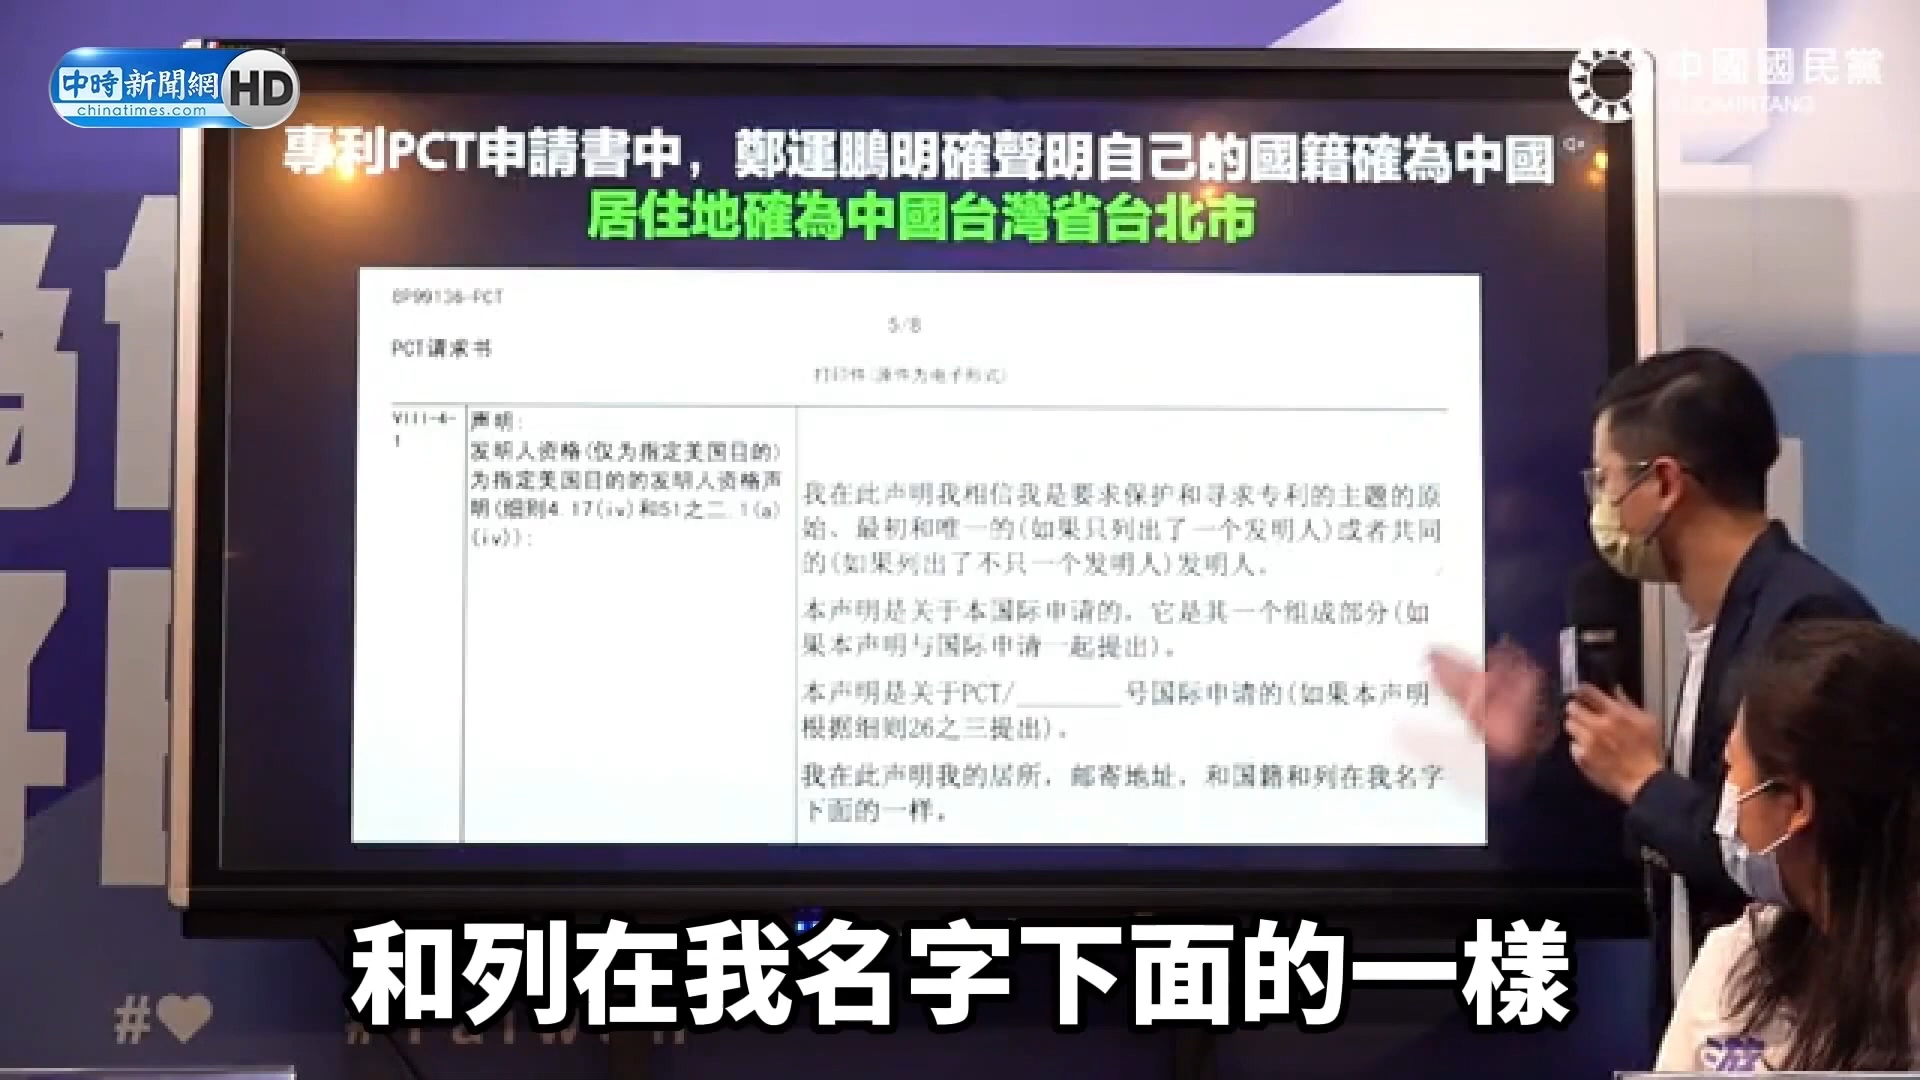 中時新聞網HD
chinatimes.com
中國國民黨
KUOMINTANG
專利PCT申請書中，鄭運鵬明確聲明自己的國籍確為中國
居住地確為中國台灣省台北市
PCT请求书
5/8
打印件(原件为电子形式)
VIII-4-
1
声明:
发明人资格(仅为指定美国目的)
为指定美国目的的发明人资格声
明(细则4.17(iv)和51之二.1(a)
(iv)):
我在此声明我相信我是要求保护和寻求专利的主题的原
始、最初和唯一的(如果只列出了一个发明人)或者共同
的(如果列出了不只一个发明人)发明人。
本声明是关于本国际申请的，它是其一个组成部分(如
果本声明与国际申请一起提出)。
本声明是关于PCT/________号国际申请的(如果本声明
根据细则26之三提出)。
我在此声明我的居所，邮寄地址，和国籍和列在我名字
下面的一样。
和列在我名字下面的一樣
#♥